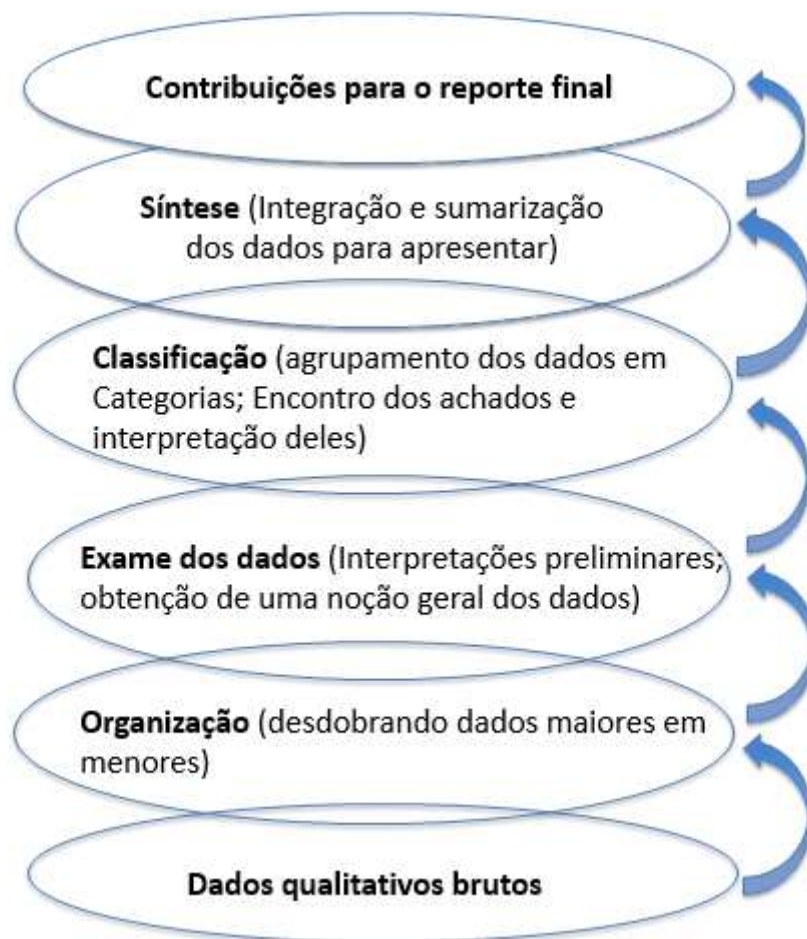 Contribuições para o reporte final
Síntese (Integração e sumarização
dos dados para apresentar)
Classificação (agrupamento dos dados em
Categorias; Encontro dos achados e
interpretação deles)
Exame dos dados (Interpretações preliminares;
obtenção de uma noção geral dos dados)
Organização (desdobrando dados maiores em
menores)
Dados qualitativos brutos